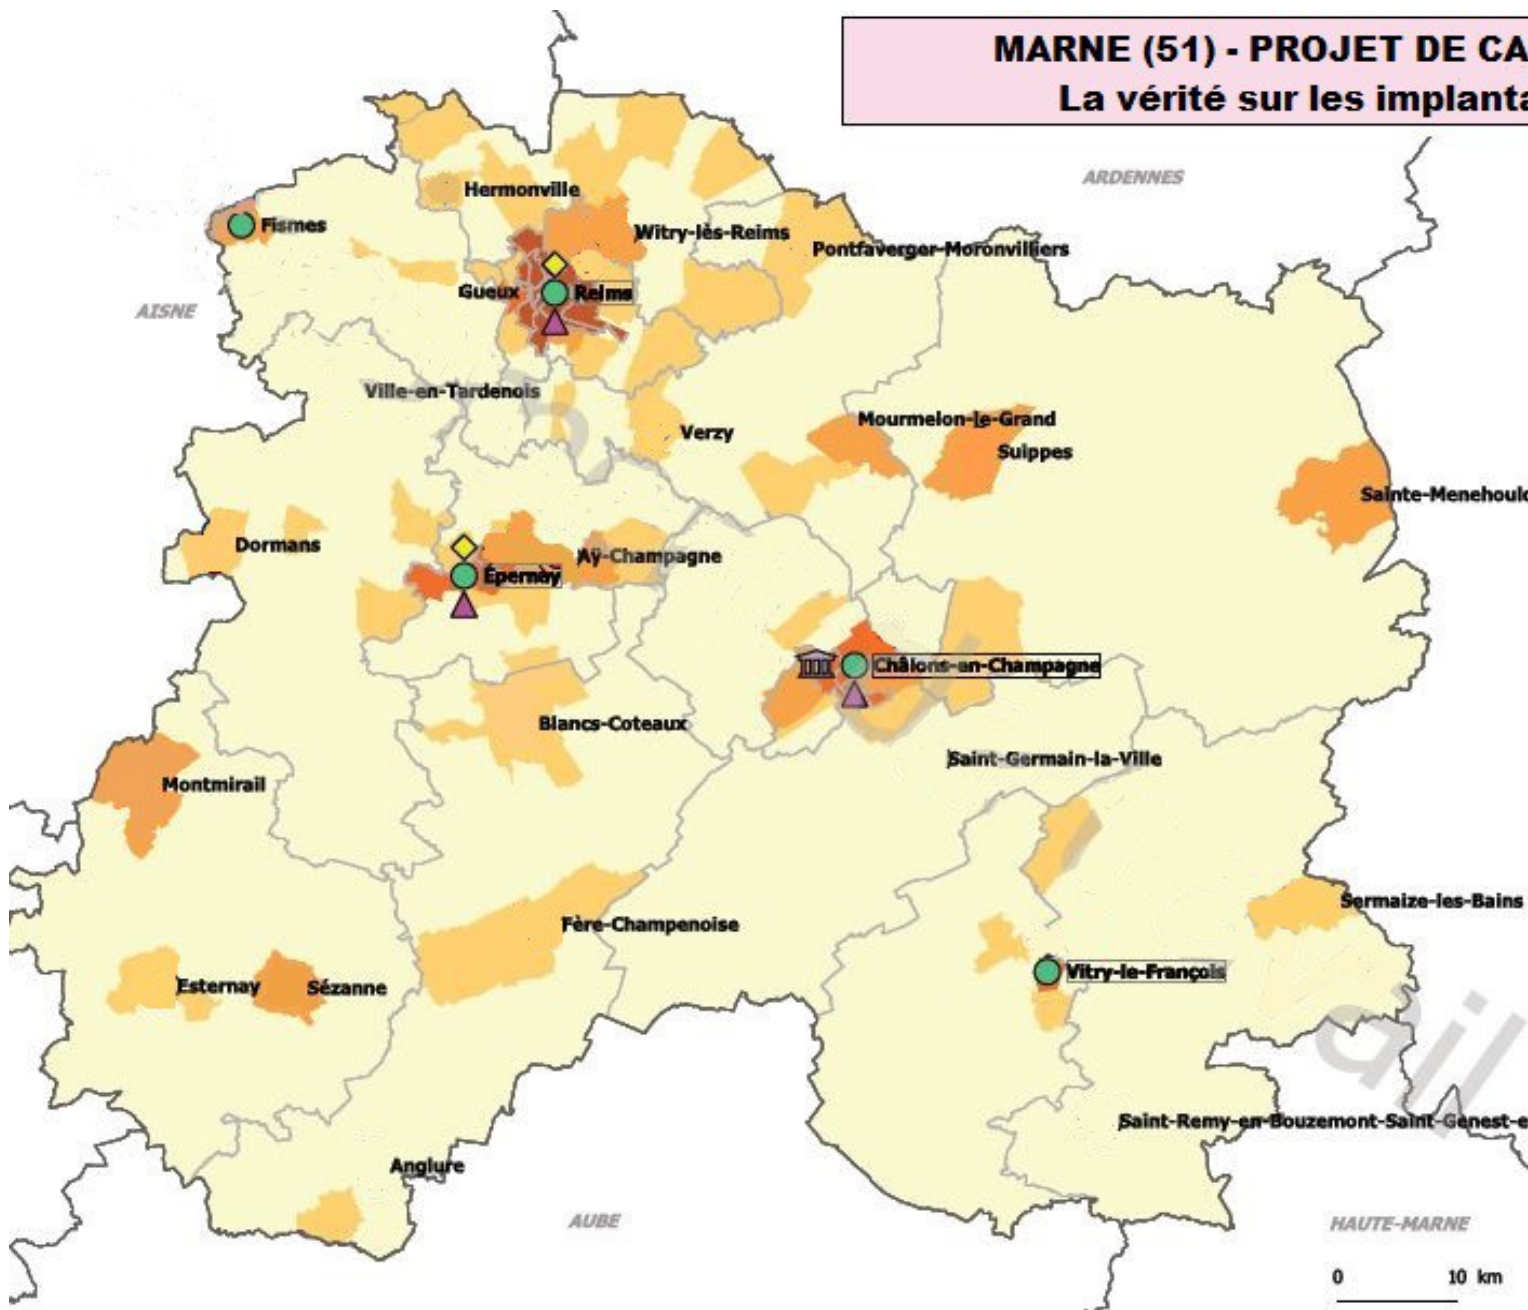 MARNE (51) - PROJET DE CA
La vérité sur les implanta
ARDENNES
Hermonville
Fismes
Witry-lès-Reims
Pontfaverger-Moronvilliers
Gueux
Reims
AISNE
Ville-en-Tardenois
Mourmelon-le-Grand
Verzy
Suippes
Sainte-Menehould
Dormans
Aÿ-Champagne
Épernay
Châlons-en-Champagne
Blancs-Coteaux
Saint-Germain-la-Ville
Montmirail
Sermaize-les-Bains
Fère-Champenoise
Vitry-le-François
Esternay
Sézanne
ail
Saint-Remy-en-Bouzemont-Saint-Genest-e
Anglure
AUBE
HAUTE-MARNE
0 10 km